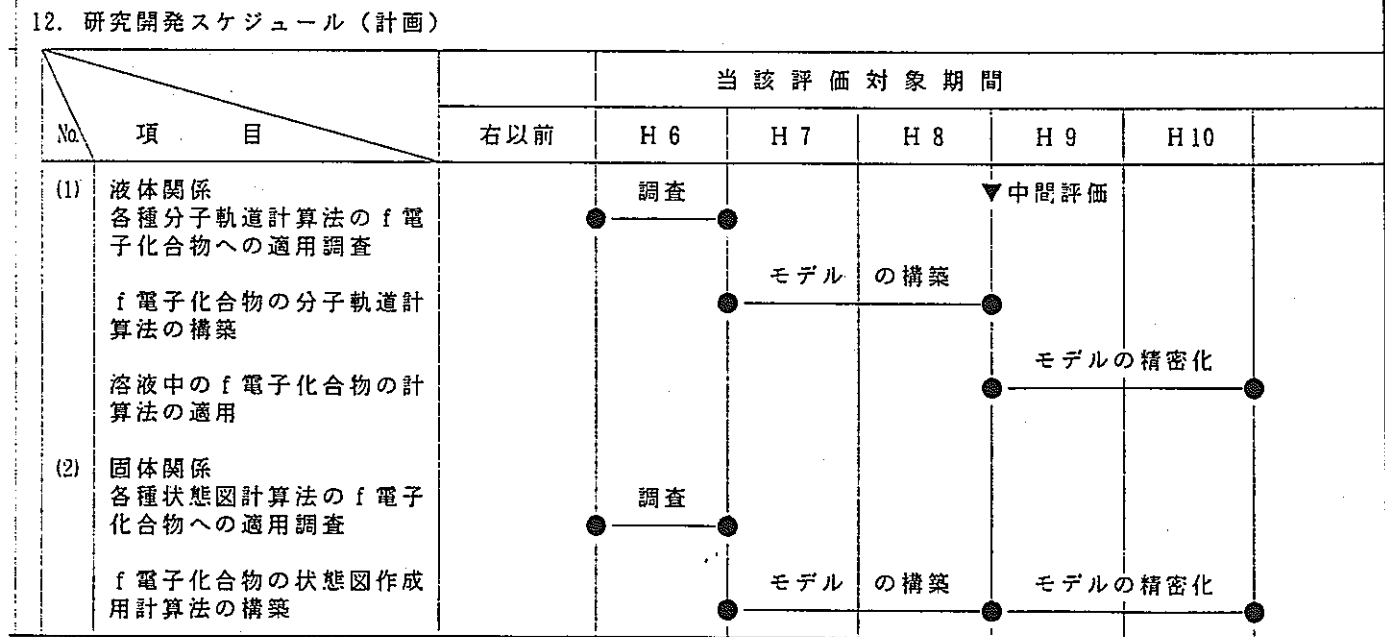 12. 研究開発スケジュール（計画）
当該評価対象期間
No. 項 目 右以前 H6 H7 H8 H9 H10
(1) 液体関係 調査 ▼中間評価
各種分子軌道計算法のｆ電
子化合物への適用調査
モデルの構築
ｆ電子化合物の分子軌道計
算法の構築
モデルの精密化
溶液中のｆ電子化合物の計
算法の適用
(2) 固体関係
各種状態図計算法のｆ電子 調査
化合物への適用調査
ｆ電子化合物の状態図作成 モデルの構築 モデルの精密化
用計算法の構築